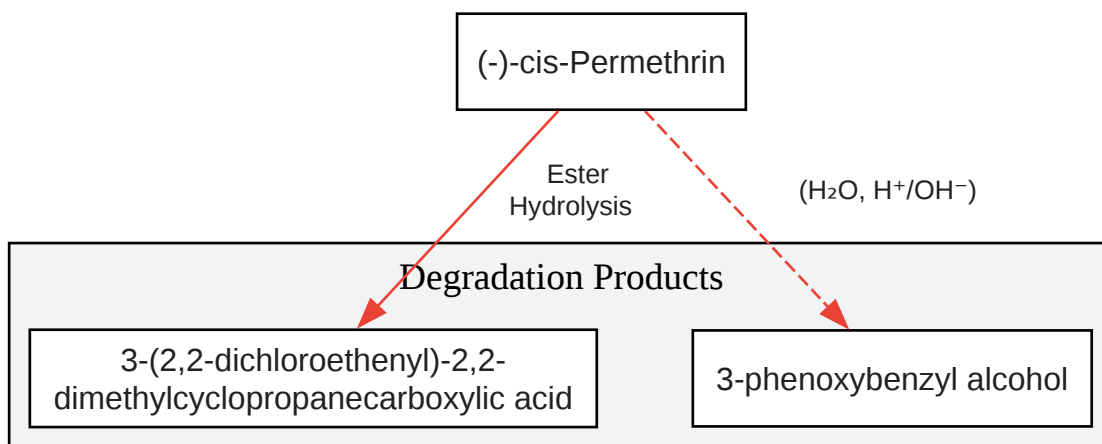 (-)-cis-Permethrin
Ester
Hydrolysis
(H₂O, H⁺/OH⁻)
Degradation Products
3-(2,2-dichloroethenyl)-2,2-
dimethylcyclopropanecarboxylic acid
3-phenoxybenzyl alcohol